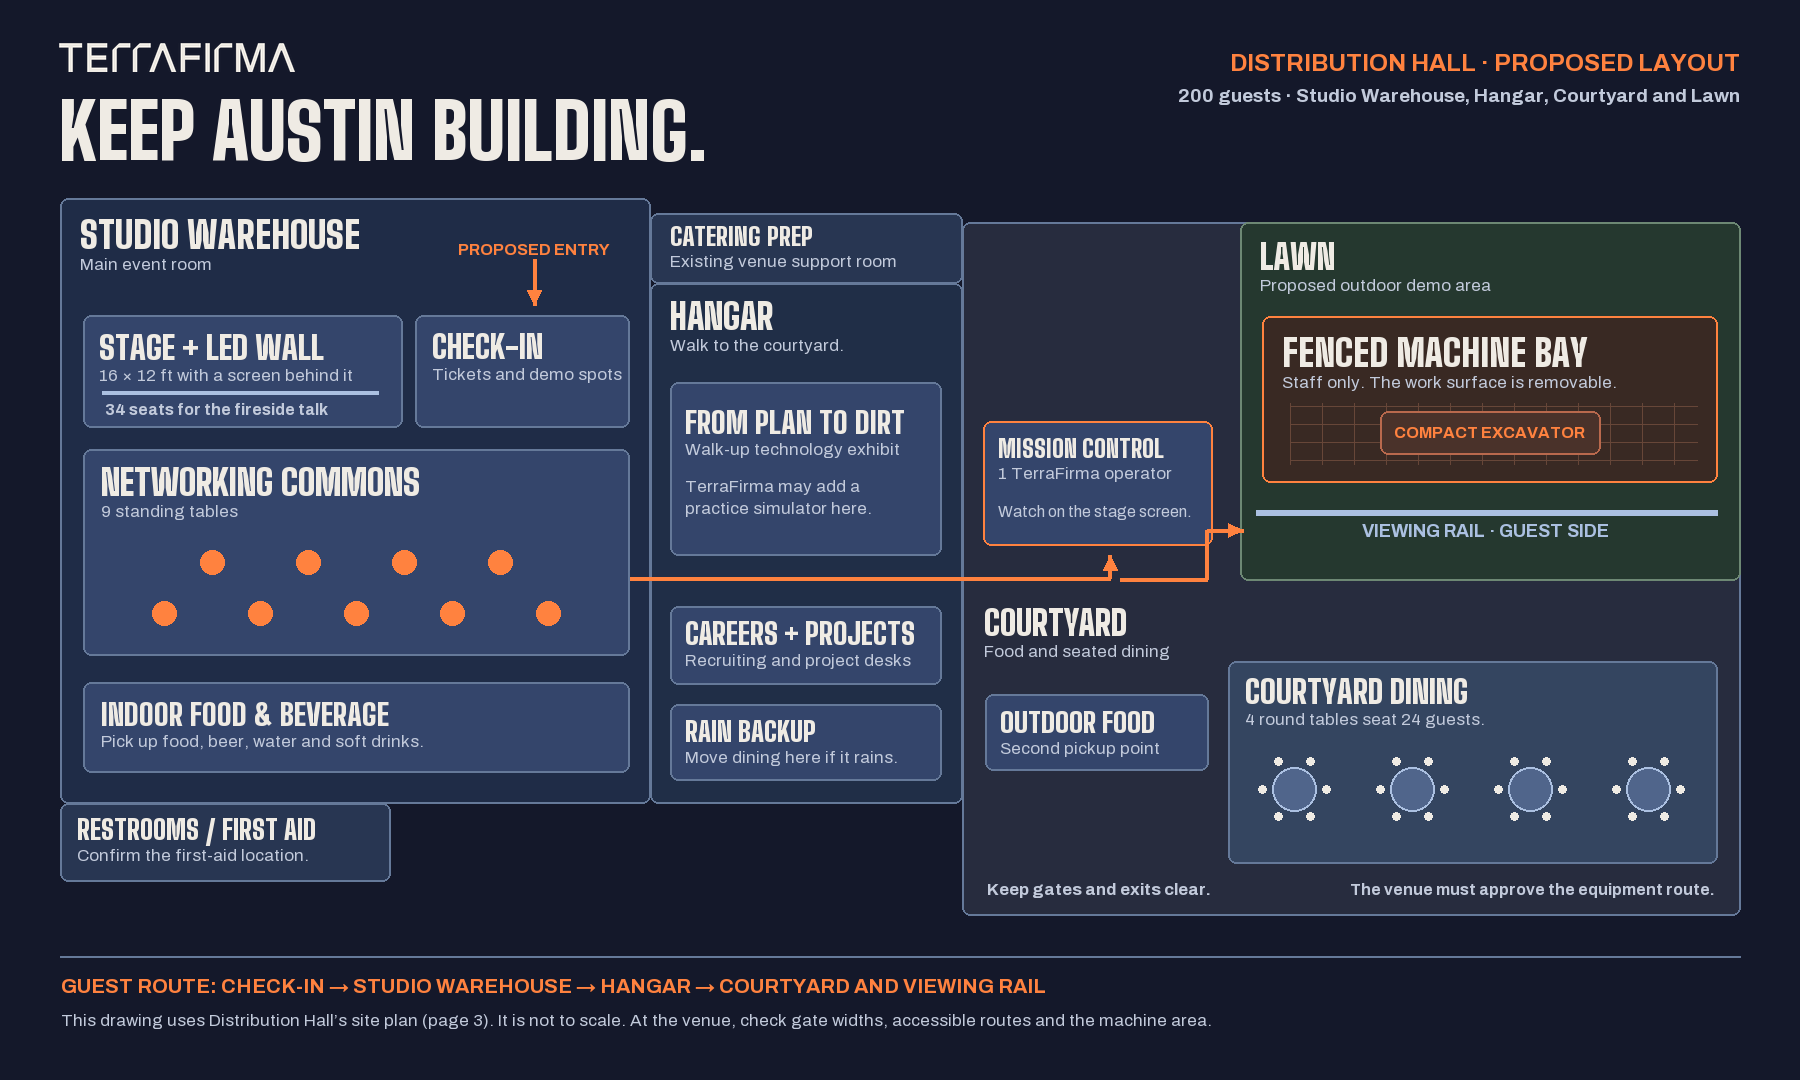 TERRAFIRMA
KEEP AUSTIN BUILDING.
DISTRIBUTION HALL · PROPOSED LAYOUT
200 guests · Studio Warehouse, Hangar, Courtyard and Lawn
STUDIO WAREHOUSE
Main event room
PROPOSED ENTRY
STAGE + LED WALL
16 × 12 ft with a screen behind it
34 seats for the fireside talk
CHECK-IN
Tickets and demo spots
NETWORKING COMMONS
9 standing tables
INDOOR FOOD & BEVERAGE
Pick up food, beer, water and soft drinks.
RESTROOMS / FIRST AID
Confirm the first-aid location.
CATERING PREP
Existing venue support room
HANGAR
Walk to the courtyard.
FROM PLAN TO DIRT
Walk-up technology exhibit
TerraFirma may add a
practice simulator here.
CAREERS + PROJECTS
Recruiting and project desks
RAIN BACKUP
Move dining here if it rains.
MISSION CONTROL
1 TerraFirma operator
Watch on the stage screen.
LAWN
Proposed outdoor demo area
FENCED MACHINE BAY
Staff only. The work surface is removable.
COMPACT EXCAVATOR
VIEWING RAIL · GUEST SIDE
COURTYARD
Food and seated dining
OUTDOOR FOOD
Second pickup point
COURTYARD DINING
4 round tables seat 24 guests.
Keep gates and exits clear.
The venue must approve the equipment route.
GUEST ROUTE: CHECK-IN → STUDIO WAREHOUSE → HANGAR → COURTYARD AND VIEWING RAIL
This drawing uses Distribution Hall's site plan (page 3). It is not to scale. At the venue, check gate widths, accessible routes and the machine area.